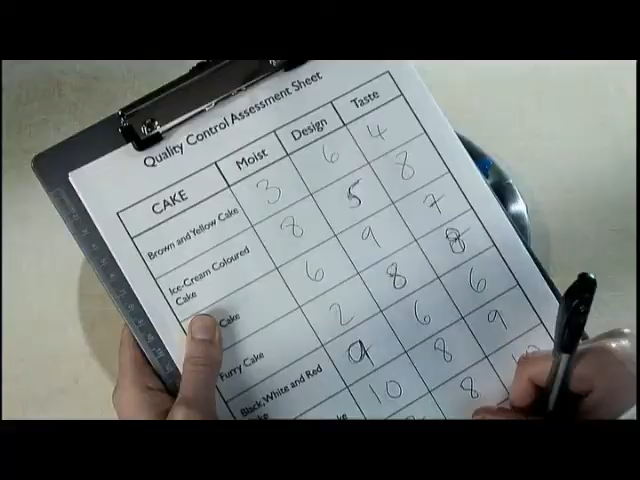 Quality Control Assessment Sheet
CAKE Moist Design Taste
Brown and Yellow Cake 3 6 4
Ice-Cream Coloured Cake 8 5 8
Cake 6 9 7
Furry Cake 2 8 8
Black, White and Red 9 6 6
10 8 9
8